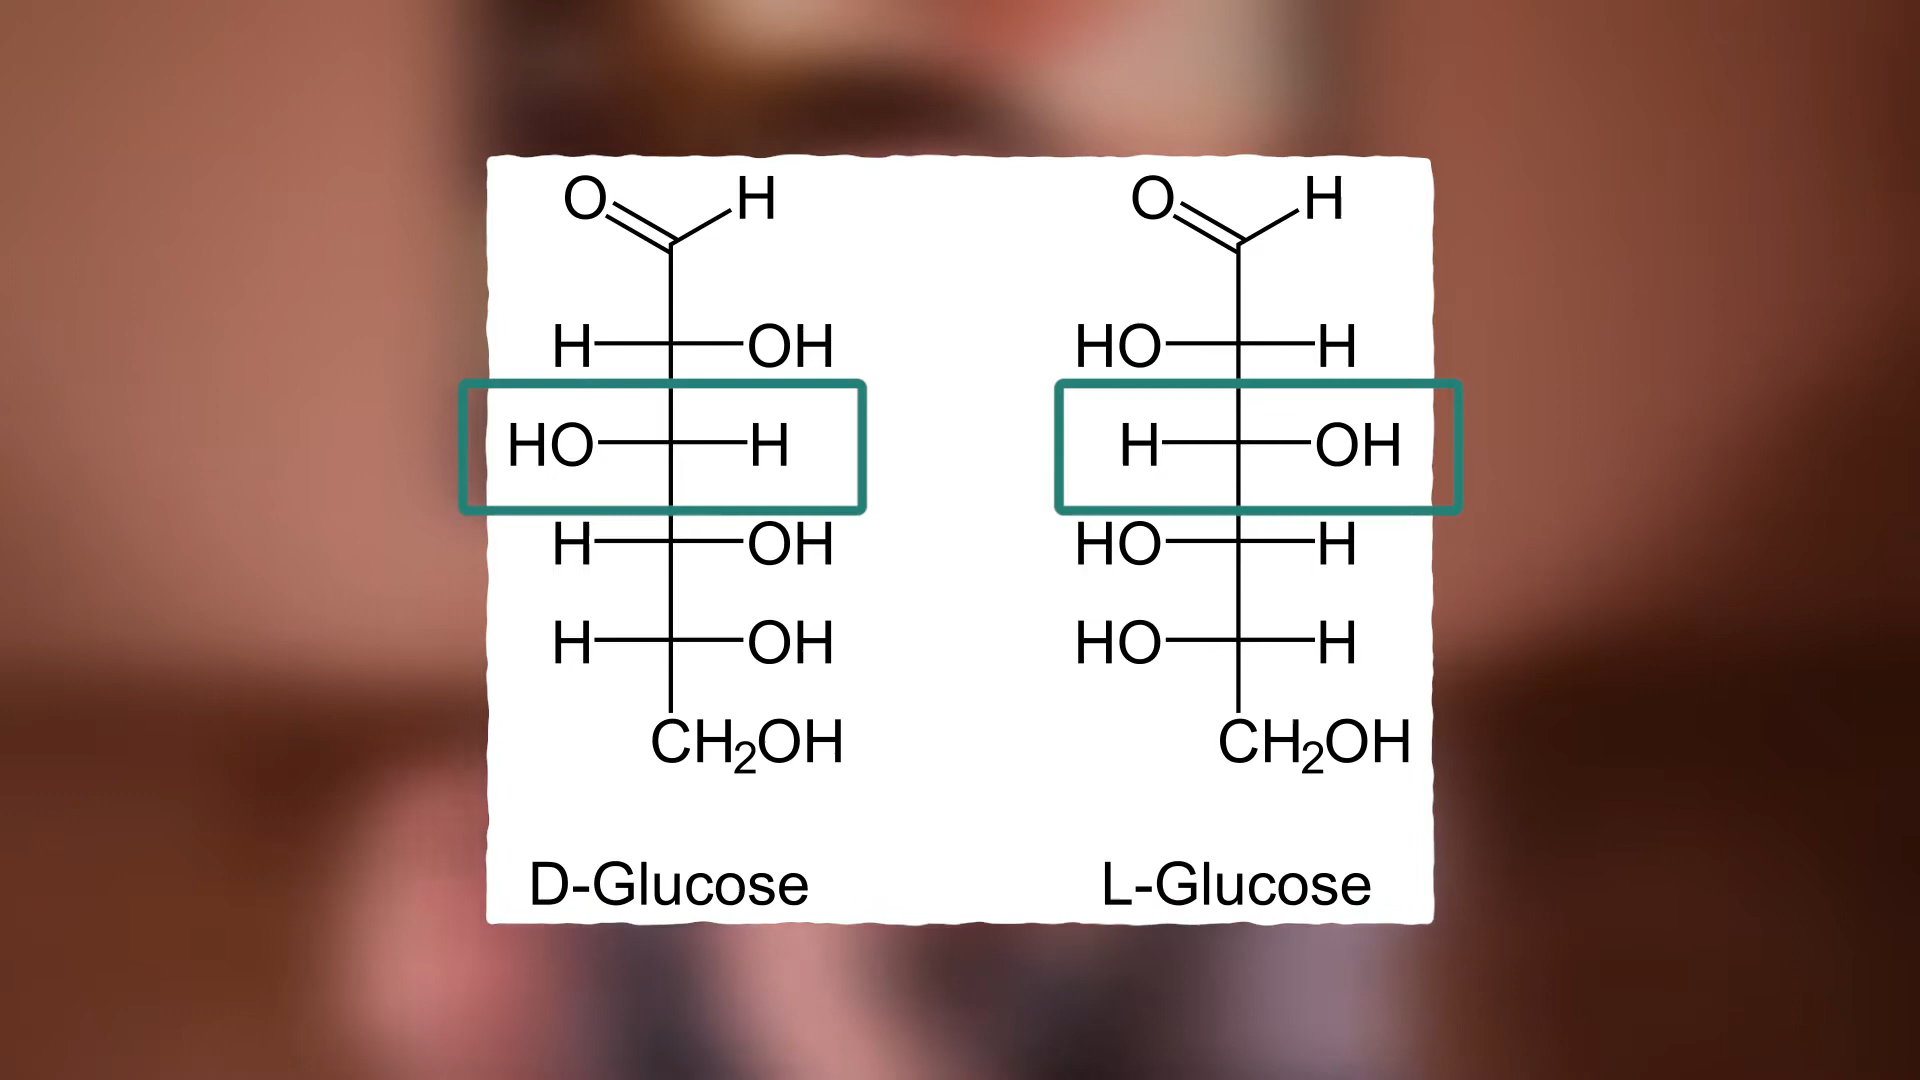 O H
H OH
HO H
H OH
H OH
CH₂OH
D-Glucose
O H
HO H
H OH
HO H
HO H
CH₂OH
L-Glucose